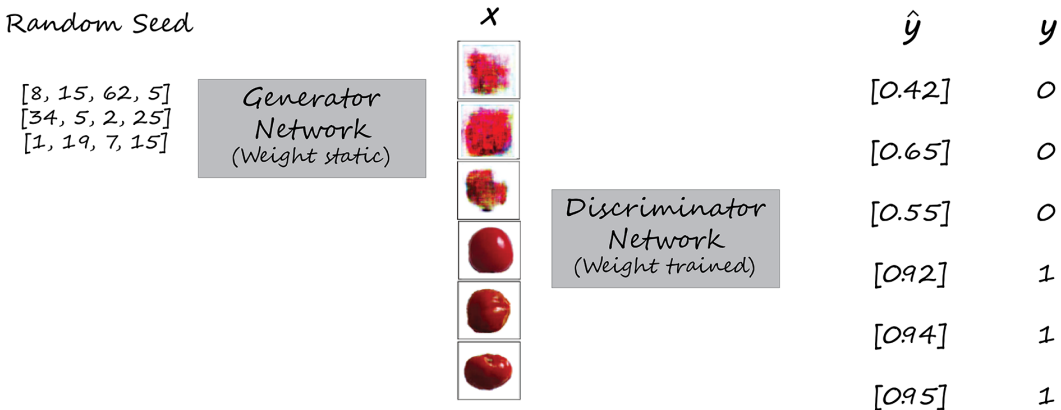 Random Seed
[8, 15, 62, 5]
[34, 5, 2, 25]
[1, 19, 7, 15]
Generator
Network
(Weight static)
x
Discriminator
Network
(Weight trained)
ŷ y
[0.42] 0
[0.65] 0
[0.55] 0
[0.92] 1
[0.94] 1
[0.95] 1